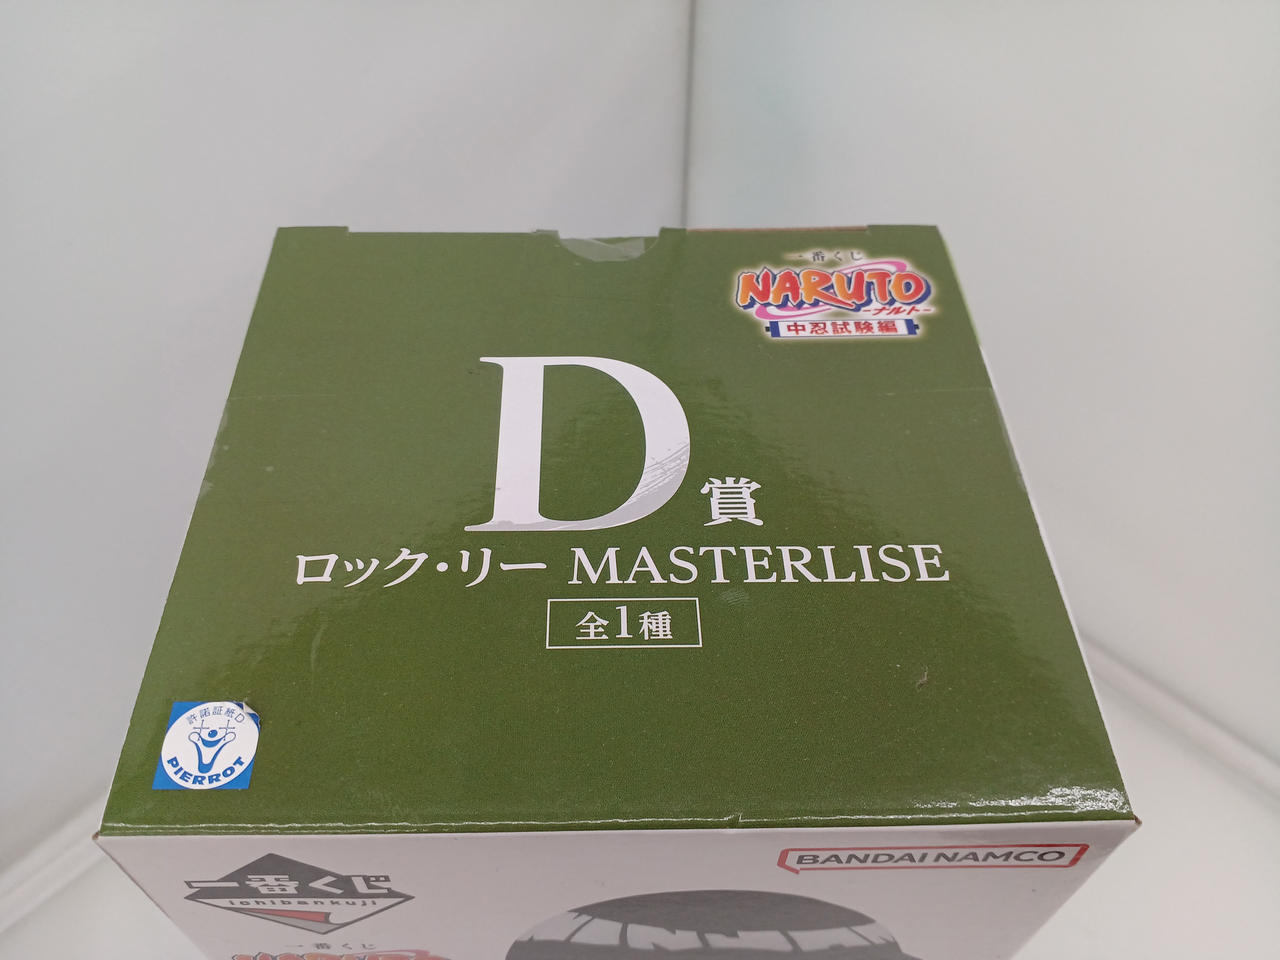 一番くじ
NARUTO
-ナルト-
中忍試験編
D賞
ロック・リー MASTERLISE
全1種
許諾証紙D
PIERROT
BANDAI NAMCO
一番くじ
ichibankuji
一番くじ